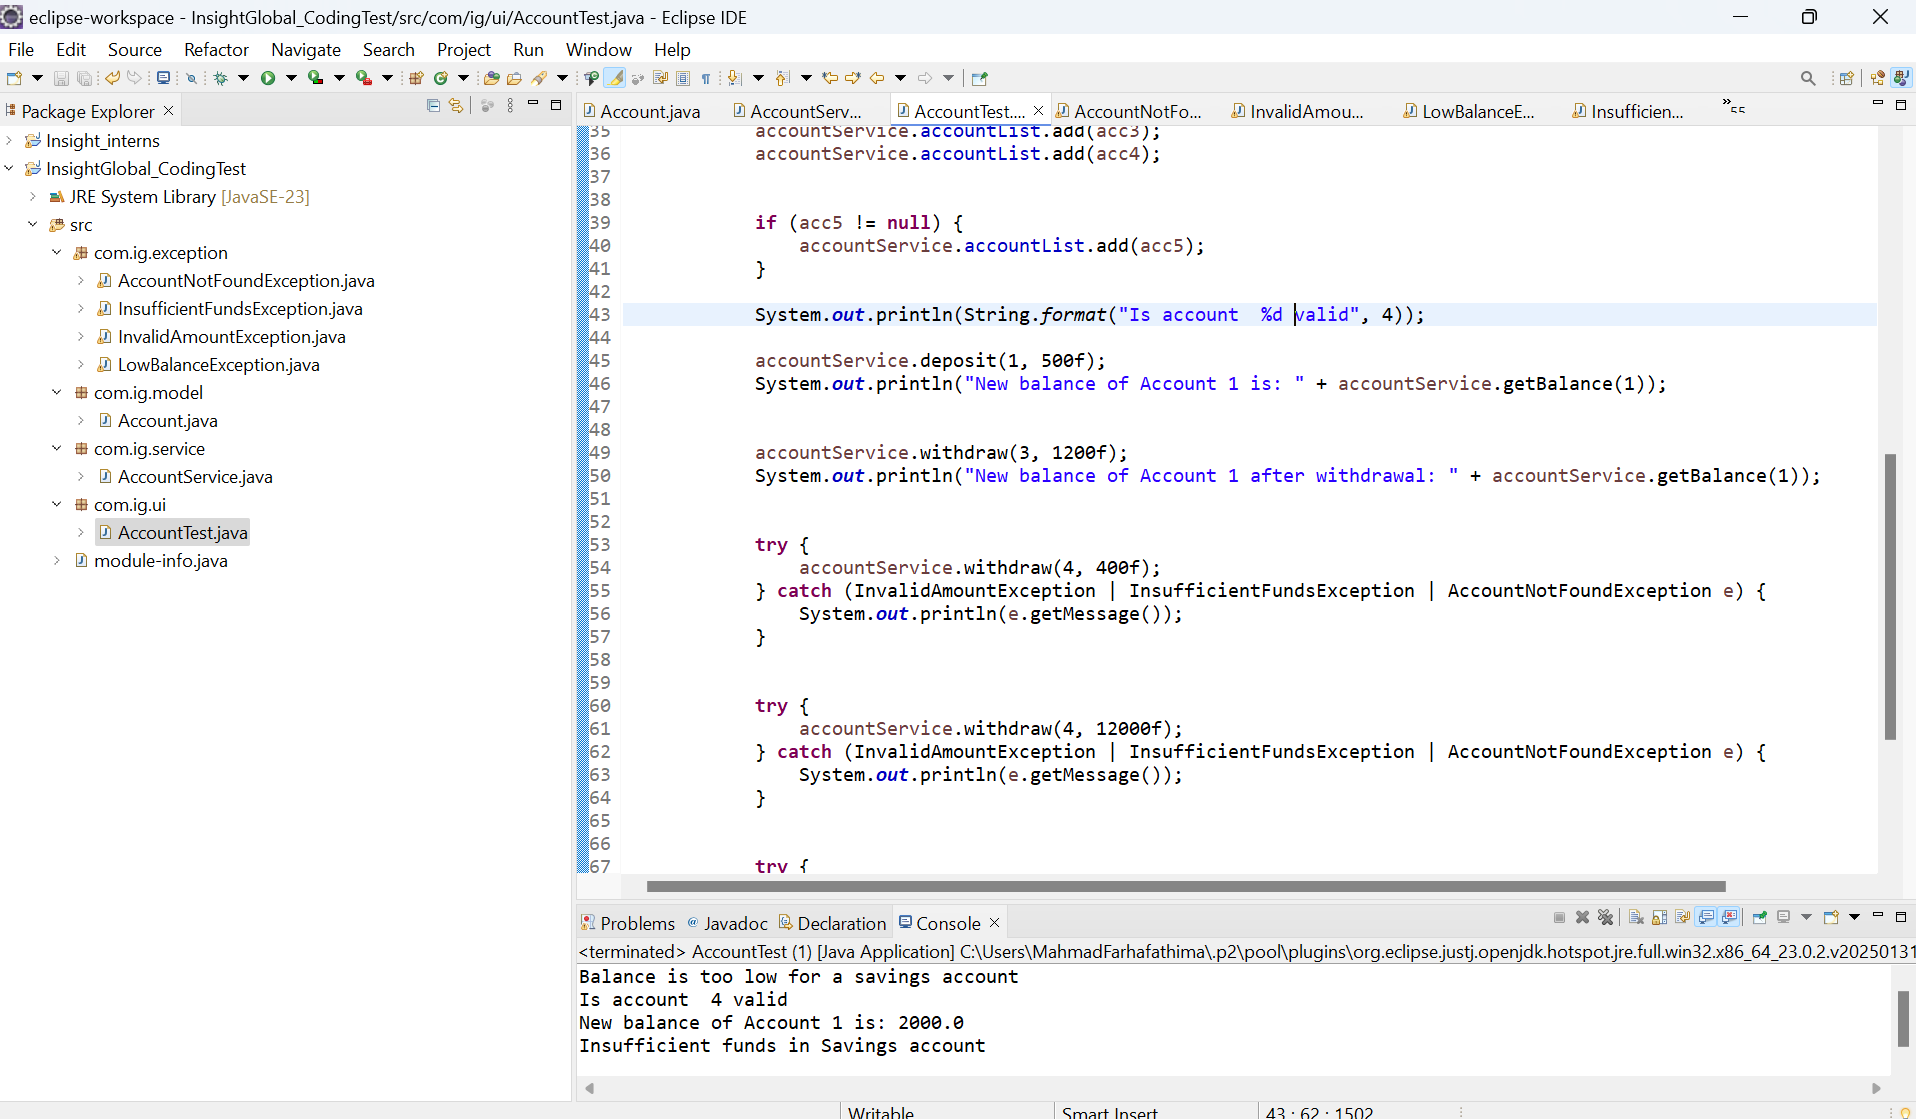 eclipse-workspace - InsightGlobal_CodingTest/src/com/ig/ui/AccountTest.java - Eclipse IDE
File Edit Source Refactor Navigate Search Project Run Window Help
Package Explorer
Insight_interns
InsightGlobal_CodingTest
JRE System Library [JavaSE-23]
src
com.ig.exception
AccountNotFoundException.java
InsufficientFundsException.java
InvalidAmountException.java
LowBalanceException.java
com.ig.model
Account.java
com.ig.service
AccountService.java
com.ig.ui
AccountTest.java
module-info.java
Account.java AccountServ... AccountTest.... AccountNotFo... InvalidAmou... LowBalanceE... Insufficien... »55
35 accountService.accountList.add(acc3);
36 accountService.accountList.add(acc4);
37
38
39 if (acc5 != null) {
40 accountService.accountList.add(acc5);
41 }
42
43 System.out.println(String.format("Is account  %d valid", 4));
44
45 accountService.deposit(1, 500f);
46 System.out.println("New balance of Account 1 is: " + accountService.getBalance(1));
47
48
49 accountService.withdraw(3, 1200f);
50 System.out.println("New balance of Account 1 after withdrawal: " + accountService.getBalance(1));
51
52
53 try {
54 accountService.withdraw(4, 400f);
55 } catch (InvalidAmountException | InsufficientFundsException | AccountNotFoundException e) {
56 System.out.println(e.getMessage());
57 }
58
59
60 try {
61 accountService.withdraw(4, 12000f);
62 } catch (InvalidAmountException | InsufficientFundsException | AccountNotFoundException e) {
63 System.out.println(e.getMessage());
64 }
65
66
67 try {
Problems @ Javadoc Declaration Console
<terminated> AccountTest (1) [Java Application] C:\Users\MahmadFarhafathima\.p2\pool\plugins\org.eclipse.justj.openjdk.hotspot.jre.full.win32.x86_64_23.0.2.v20250131
Balance is too low for a savings account
Is account  4 valid
New balance of Account 1 is: 2000.0
Insufficient funds in Savings account
Writable Smart Insert 43 : 62 : 1502